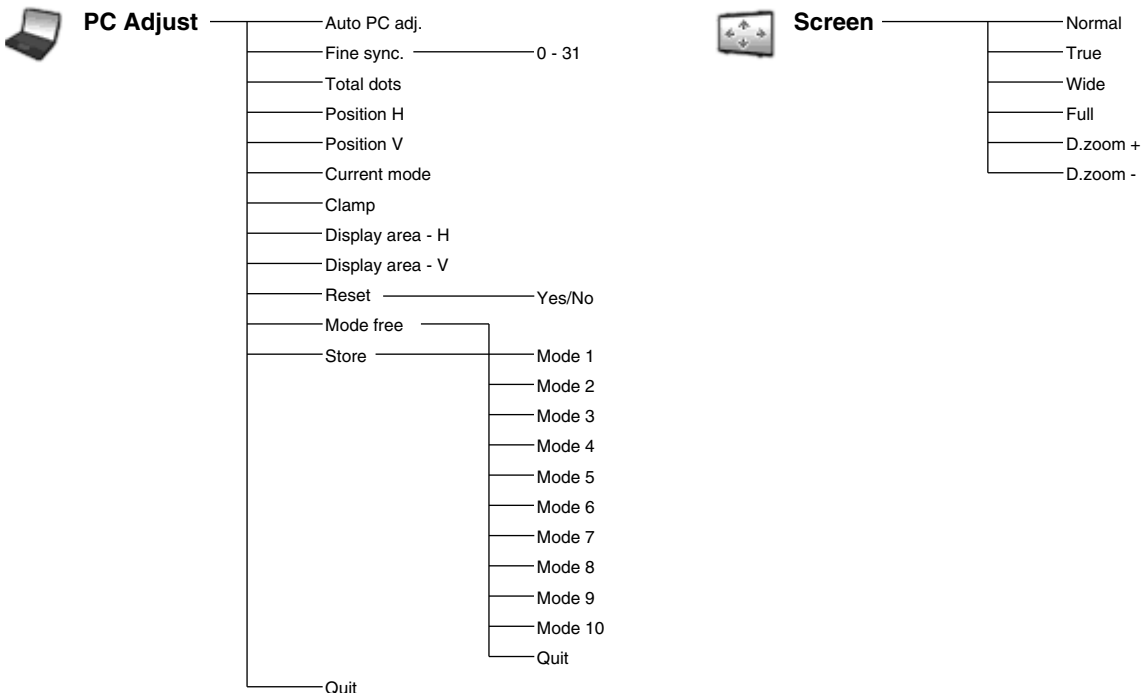 PC Adjust
Auto PC adj.
Fine sync.
0 - 31
Total dots
Position H
Position V
Current mode
Clamp
Display area - H
Display area - V
Reset
Yes/No
Mode free
Store
Mode 1
Mode 2
Mode 3
Mode 4
Mode 5
Mode 6
Mode 7
Mode 8
Mode 9
Mode 10
Quit
Quit
Screen
Normal
True
Wide
Full
D.zoom +
D.zoom -